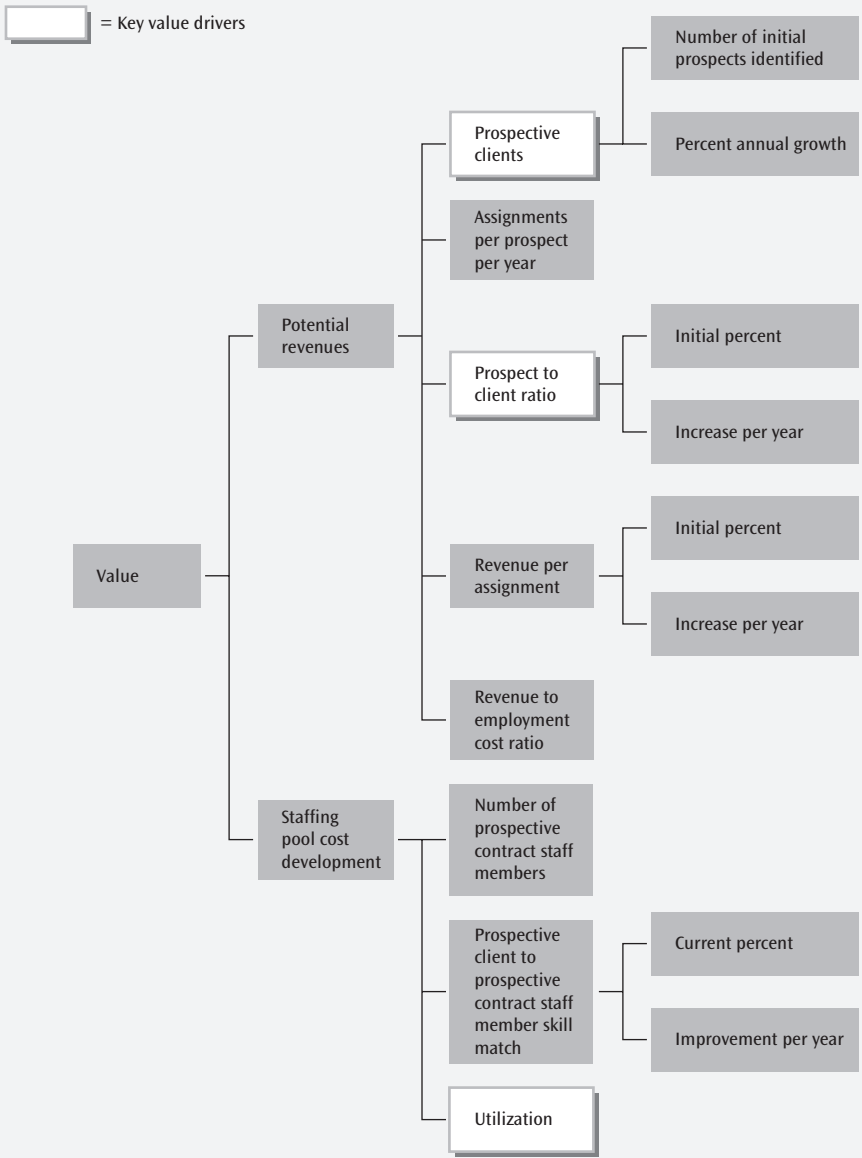 = Key value drivers
Number of initial
prospects identified
Prospective
clients
Percent annual growth
Assignments
per prospect
per year
Potential
revenues
Initial percent
Prospect to
client ratio
Increase per year
Initial percent
Value
Revenue per
assignment
Increase per year
Revenue to
employment
cost ratio
Staffing
pool cost
development
Number of
prospective
contract staff
members
Prospective
client to
prospective
contract staff
member skill
match
Current percent
Improvement per year
Utilization